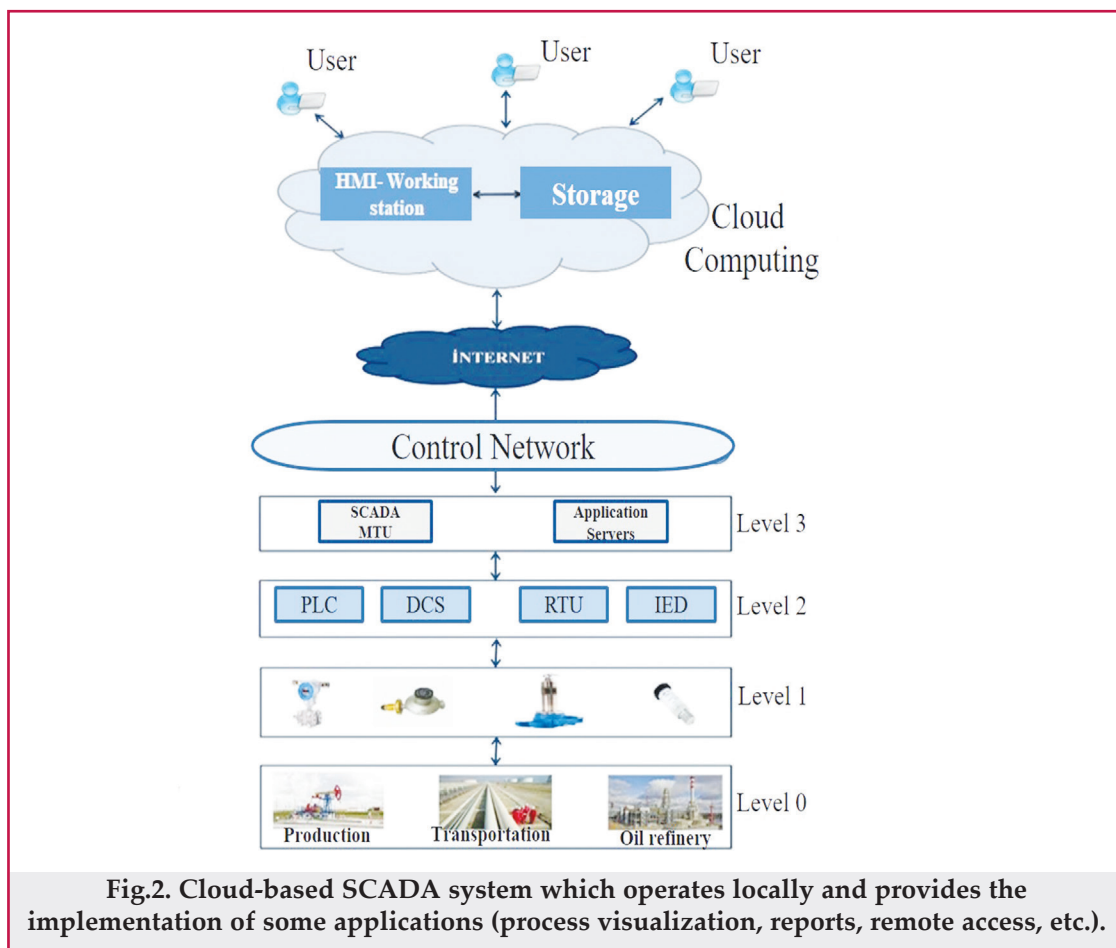 User
User
User
HMI- Working
station
Storage
Cloud
Computing
İNTERNET
Control Network
SCADA
MTU
Application
Servers
Level 3
PLC
DCS
RTU
IED
Level 2
Level 1
Level 0
Production
Transportation
Oil refinery
Fig.2. Cloud-based SCADA system which operates locally and provides the
implementation of some applications (process visualization, reports, remote access, etc.).